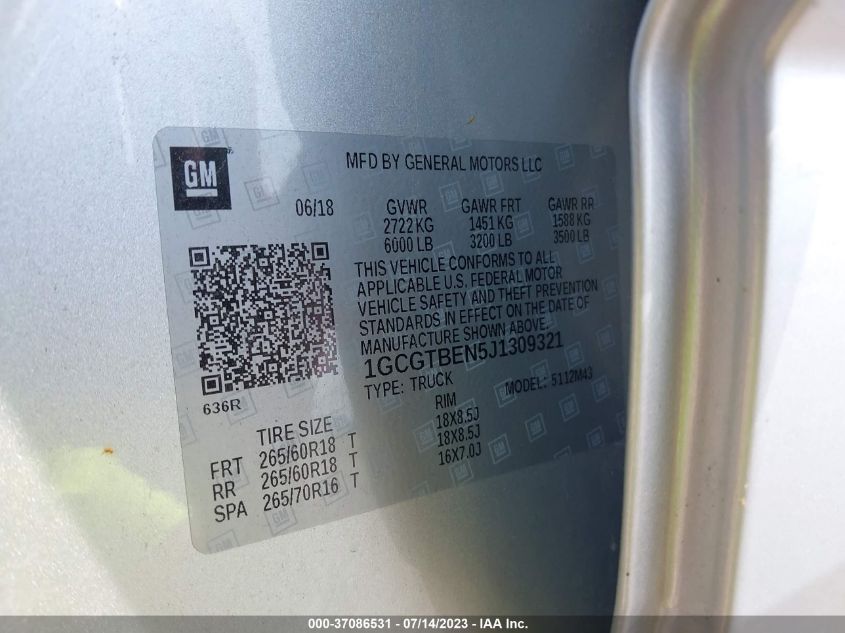 GM
MFD BY GENERAL MOTORS LLC
06/18
GVWR GAWR FRT GAWR RR
2722 KG 1451 KG 1588 KG
6000 LB 3200 LB 3500 LB
THIS VEHICLE CONFORMS TO ALL
APPLICABLE U.S. FEDERAL MOTOR
VEHICLE SAFETY AND THEFT PREVENTION
STANDARDS IN EFFECT ON THE DATE OF
MANUFACTURE SHOWN ABOVE.
1GCGTBEN5J1309321
TYPE: TRUCK MODEL: 5112M43
636R
TIRE SIZE RIM
FRT 265/60R18 T 18X8.5J
RR 265/60R18 T 18X8.5J
SPA 265/70R16 T 16X7.0J
000-37086531 - 07/14/2023 - IAA Inc.